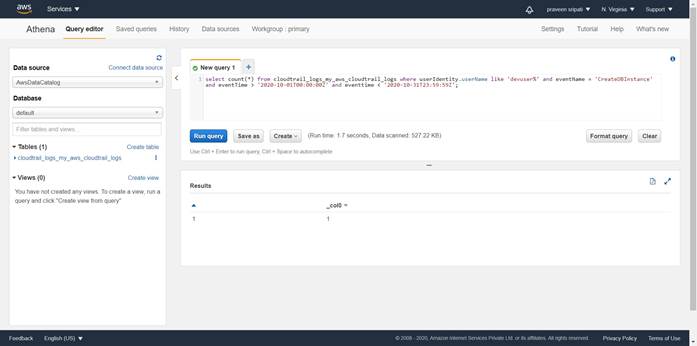 aws
Services
praveen sripati
N. Virginia
Support
Athena
Query editor
Saved queries
History
Data sources
Workgroup : primary
Settings
Tutorial
Help
What's new
Data source
Connect data source
AwsDataCatalog
Database
default
Filter tables and views...
Tables (1)
Create table
cloudtrail_logs_my_aws_cloudtrail_logs
Views (0)
Create view
You have not created any views. To create a view, run a
query and click "Create view from query"
New query 1
+
1 select count(*) from cloudtrail_logs_my_aws_cloudtrail_logs where userIdentity.userName like 'devuser%' and eventName = 'CreateDBInstance'
and eventTime > '2020-10-01T00:00:00Z' and eventtime < '2020-10-31T23:59:59Z';
Run query
Save as
Create
(Run time: 1.7 seconds, Data scanned: 527.22 KB)
Format query
Clear
Use Ctrl + Enter to run query, Ctrl + Space to autocomplete
Results
_col0
1
1
Feedback
English (US)
© 2008 - 2020, Amazon Internet Services Private Ltd. or its affiliates. All rights reserved.
Privacy Policy
Terms of Use